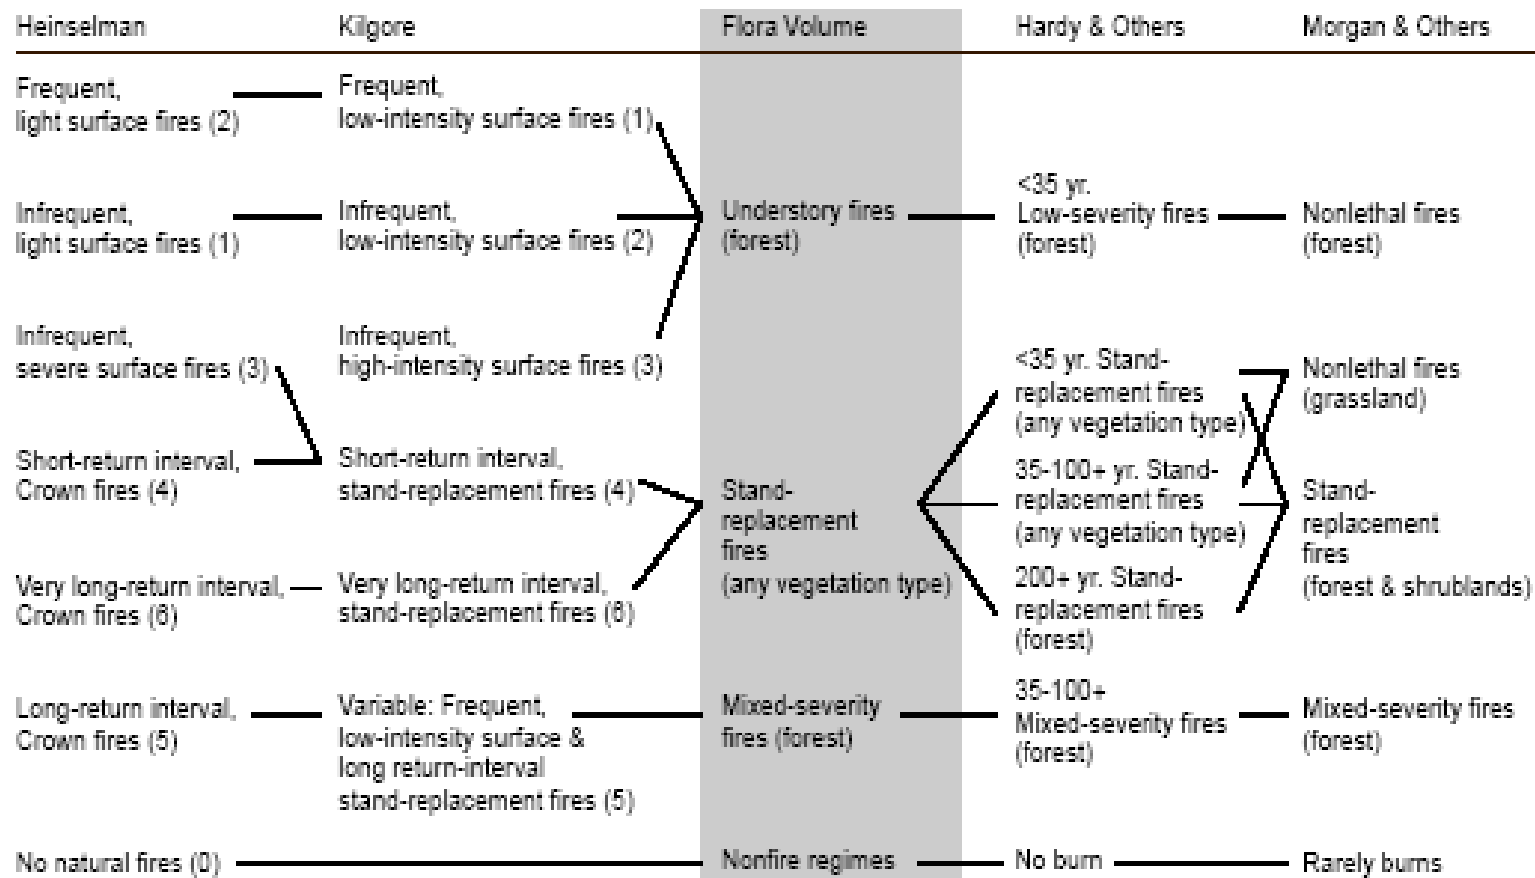 Heinselman
Kilgore
Flora Volume
Hardy & Others
Morgan & Others
Frequent,
light surface fires (2)
Frequent,
low-intensity surface fires (1)
Infrequent,
light surface fires (1)
Infrequent,
low-intensity surface fires (2)
Understory fires
(forest)
<35 yr.
Low-severity fires
(forest)
Nonlethal fires
(forest)
Infrequent,
severe surface fires (3)
Infrequent,
high-intensity surface fires (3)
<35 yr. Stand-
replacement fires
(any vegetation type)
Nonlethal fires
(grassland)
Short-return interval,
Crown fires (4)
Short-return interval,
stand-replacement fires (4)
Stand-
replacement
fires
(any vegetation type)
35-100+ yr. Stand-
replacement fires
(any vegetation type)
Stand-
replacement
fires
(forest & shrublands)
Very long-return interval,
Crown fires (6)
Very long-return interval,
stand-replacement fires (6)
200+ yr. Stand-
replacement fires
(forest)
Long-return interval,
Crown fires (5)
Variable: Frequent,
low-intensity surface &
long return-interval
stand-replacement fires (5)
Mixed-severity
fires (forest)
35-100+
Mixed-severity fires
(forest)
Mixed-severity fires
(forest)
No natural fires (0)
Nonfire regimes
No burn
Rarely burns